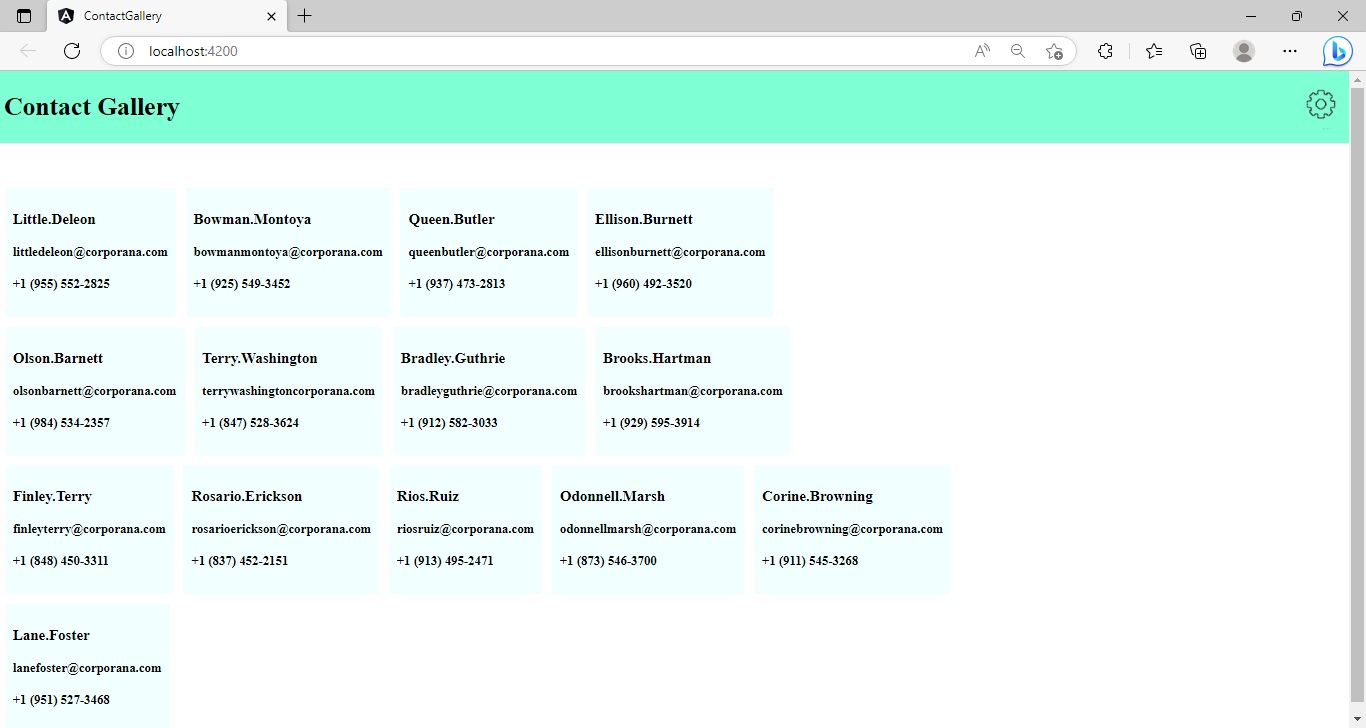 ContactGallery
localhost:4200
Contact Gallery
Little.Deleon
littledeleon@corporana.com
+1 (955) 552-2825
Bowman.Montoya
bowmanmontoya@corporana.com
+1 (925) 549-3452
Queen.Butler
queenbutler@corporana.com
+1 (937) 473-2813
Ellison.Burnett
ellisonburnett@corporana.com
+1 (960) 492-3520
Olson.Barnett
olsonbarnett@corporana.com
+1 (984) 534-2357
Terry.Washington
terrywashingtoncorporana.com
+1 (847) 528-3624
Bradley.Guthrie
bradleyguthrie@corporana.com
+1 (912) 582-3033
Brooks.Hartman
brookshartman@corporana.com
+1 (929) 595-3914
Finley.Terry
finleyterry@corporana.com
+1 (848) 450-3311
Rosario.Erickson
rosarioerickson@corporana.com
+1 (837) 452-2151
Rios.Ruiz
riosruiz@corporana.com
+1 (913) 495-2471
Odonnell.Marsh
odonnellmarsh@corporana.com
+1 (873) 546-3700
Corine.Browning
corinebrowning@corporana.com
+1 (911) 545-3268
Lane.Foster
lanefoster@corporana.com
+1 (951) 527-3468